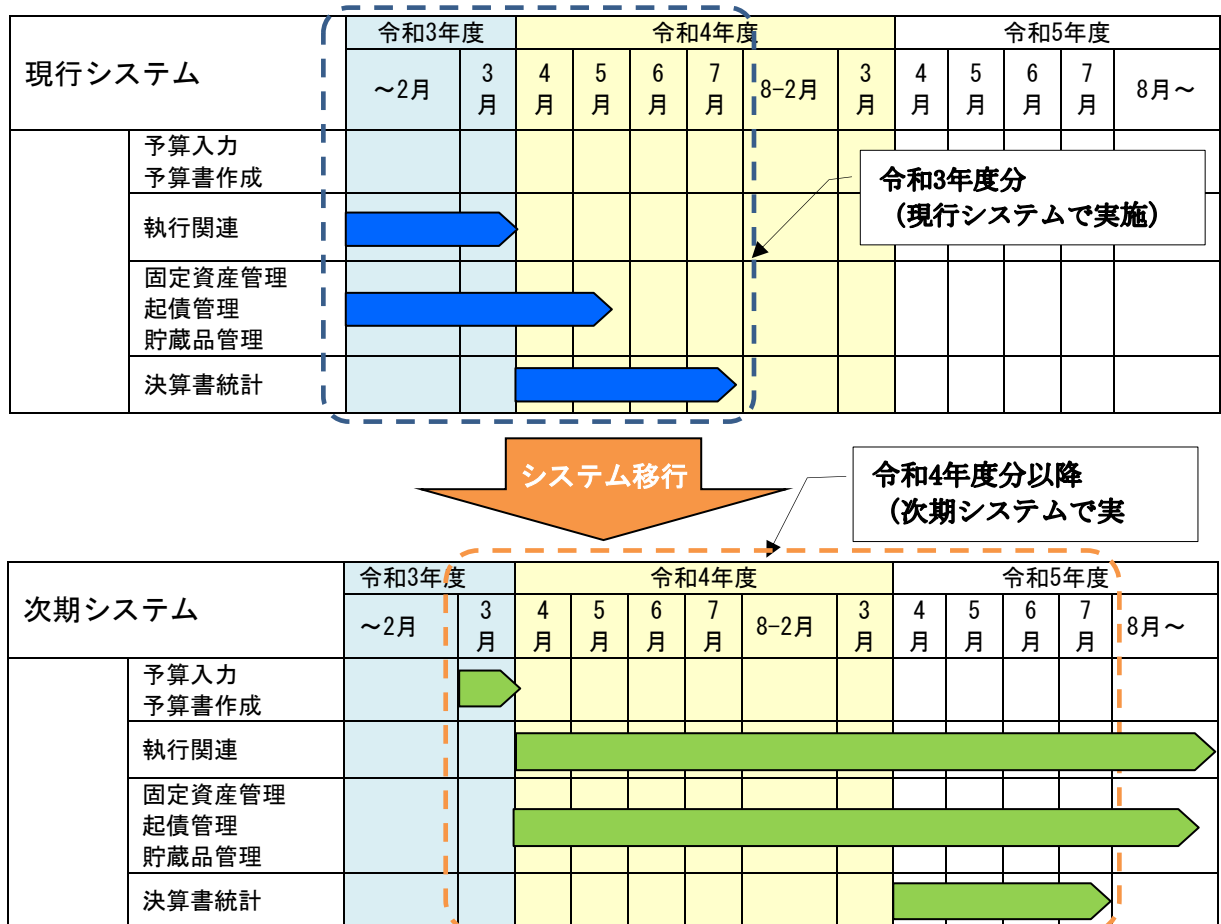 令和3年度 令和4年度 令和5年度
現行システム
～2月 3月 4月 5月 6月 7月 8-2月 3月 4月 5月 6月 7月 8月～
予算入力
予算書作成
令和3年度分
（現行システムで実施）
執行関連
固定資産管理
起債管理
貯蔵品管理
決算書統計
システム移行
令和4年度分以降
（次期システムで実
令和3年度 令和4年度 令和5年度
次期システム
～2月 3月 4月 5月 6月 7月 8-2月 3月 4月 5月 6月 7月 8月～
予算入力
予算書作成
執行関連
固定資産管理
起債管理
貯蔵品管理
決算書統計